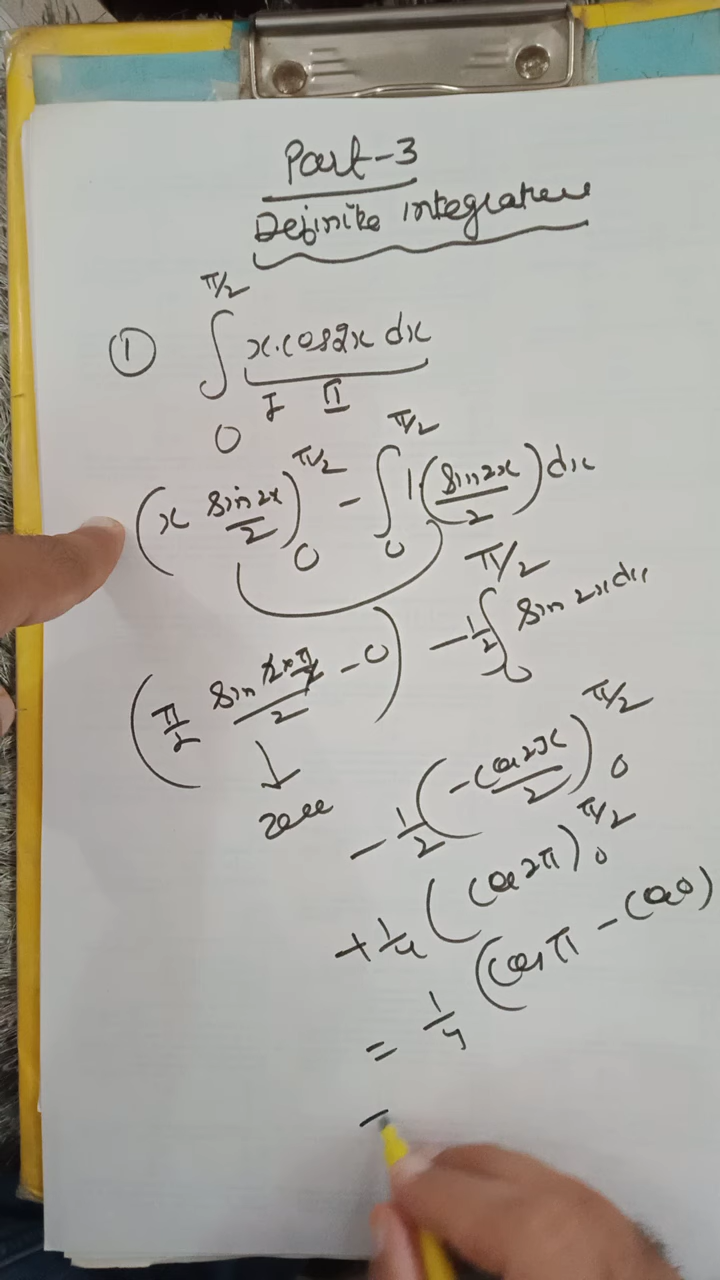 Part-3
Definite integration
① ∫₀^π/2 x.cos2x dx
I II
(x sin2x/2)₀^π/2 - ∫₀^π/2 1.(sin2x/2) dx
(π/2 sin 2×π/2/2 - 0) - 1/2 ∫₀^π/2 sin 2x dx
↓
zero
- 1/2 (-cos2x/2)₀^π/2
+ 1/4 (cos2π)₀^π/2
= 1/4 (cosπ - cos0)